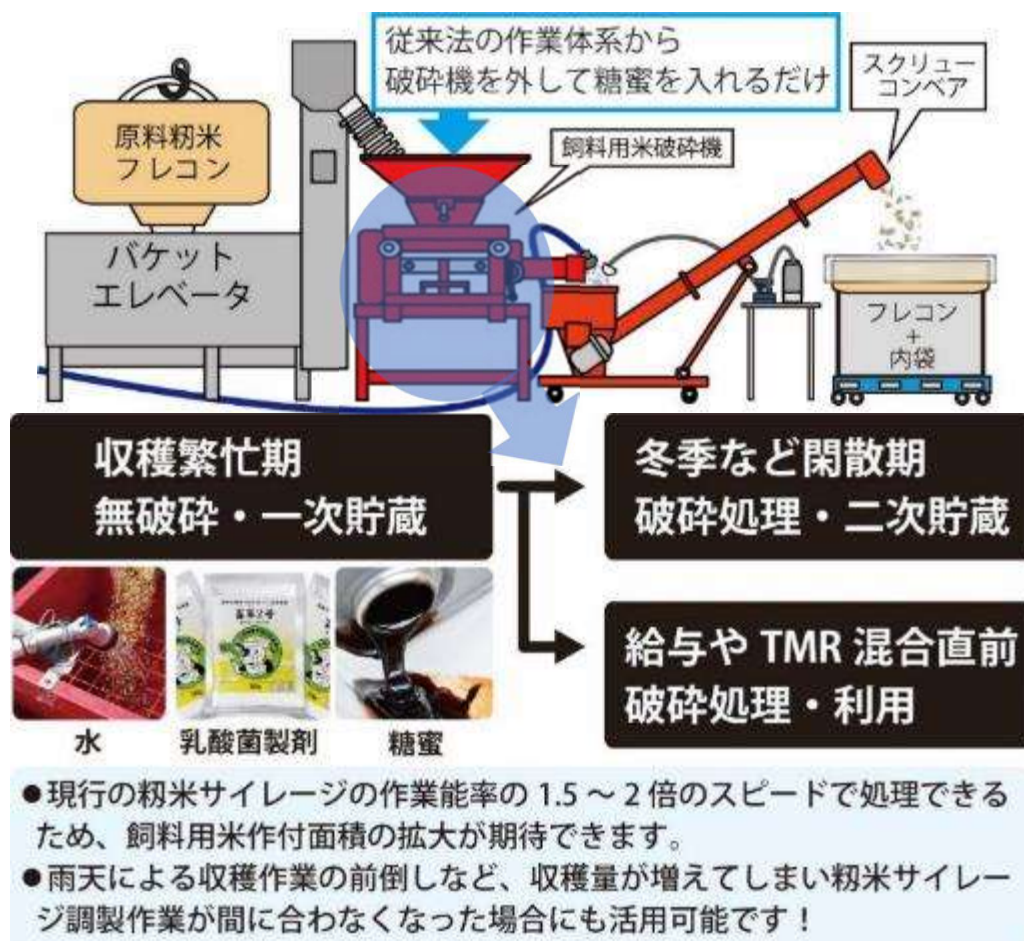 従来法の作業体系から
破砕機を外して糖蜜を入れるだけ
スクリュー
コンベア
原料籾米
フレコン
飼料用米破砕機
バケット
エレベータ
フレコン
+
内袋
収穫繁忙期
無破砕・一次貯蔵
冬季など閑散期
破砕処理・二次貯蔵
給与や TMR 混合直前
破砕処理・利用
水
乳酸菌製剤
糖蜜
●現行の籾米サイレージの作業能率の 1.5 ~ 2 倍のスピードで処理できる
ため、飼料用米作付面積の拡大が期待できます。
●雨天による収穫作業の前倒しなど、収穫量が増えてしまい籾米サイレー
ジ調製作業が間に合わなくなった場合にも活用可能です！